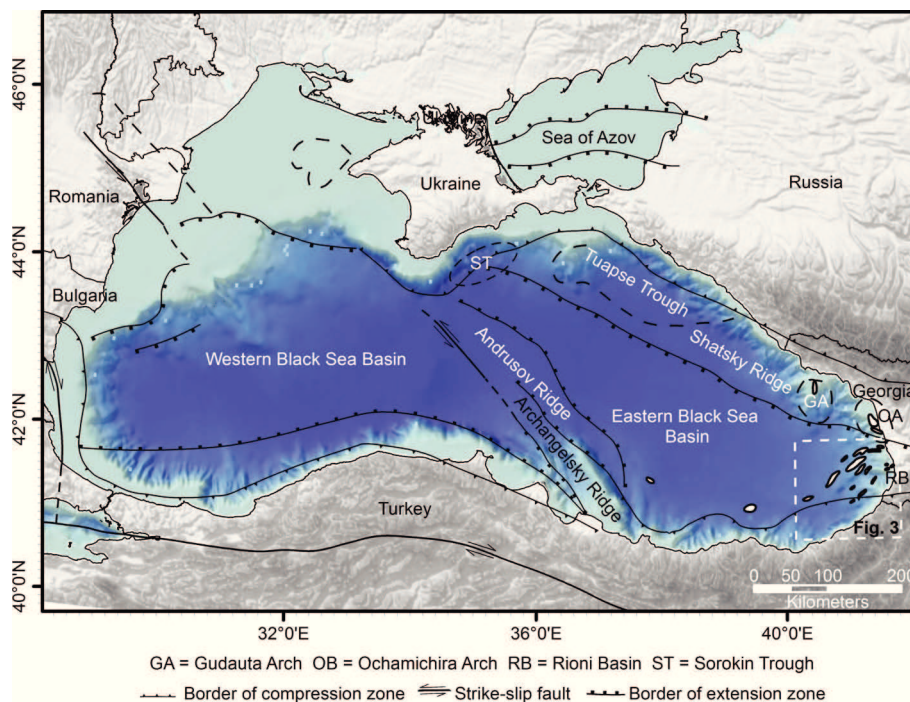 46°0'N
Ukraine
Sea of Azov
Romania
Ukraine
Russia
44°0'N
ST
Tuapse Trough
Bulgaria
Shatsky Ridge
Western Black Sea Basin
Andrusov Ridge
GA
Georgia
42°0'N
Archangelsky Ridge
Eastern Black Sea
Basin
OA
RB
Turkey
Fig. 3
40°0'N
0 50 100 200
Kilometers
32°0'E 36°0'E 40°0'E
GA = Gudauta Arch OB = Ochamichira Arch RB = Rioni Basin ST = Sorokin Trough
Border of compression zone Strike-slip fault Border of extension zone